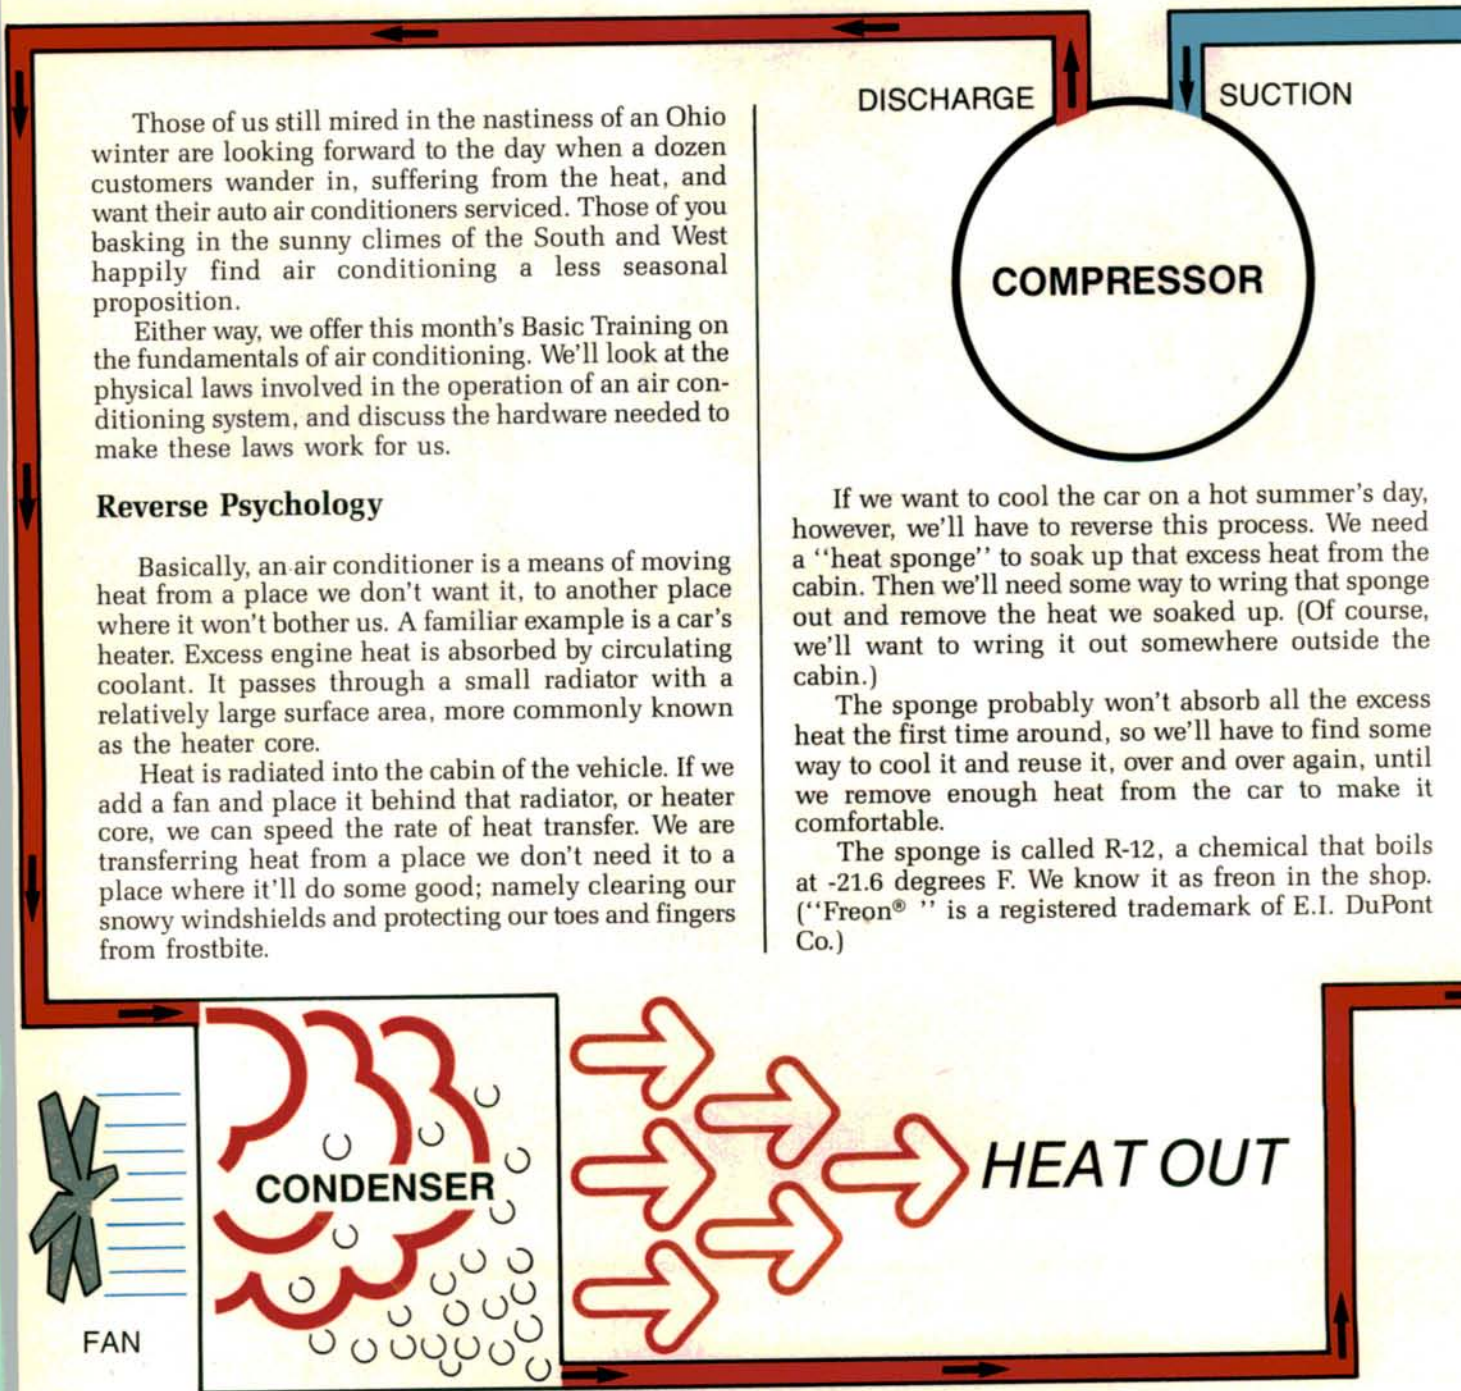 DISCHARGE
SUCTION
COMPRESSOR
Those of us still mired in the nastiness of an Ohio
winter are looking forward to the day when a dozen
customers wander in, suffering from the heat, and
want their auto air conditioners serviced. Those of you
basking in the sunny climes of the South and West
happily find air conditioning a less seasonal
proposition.
Either way, we offer this month's Basic Training on
the fundamentals of air conditioning. We'll look at the
physical laws involved in the operation of an air con-
ditioning system, and discuss the hardware needed to
make these laws work for us.
Reverse Psychology
Basically, an air conditioner is a means of moving
heat from a place we don't want it, to another place
where it won't bother us. A familiar example is a car's
heater. Excess engine heat is absorbed by circulating
coolant. It passes through a small radiator with a
relatively large surface area, more commonly known
as the heater core.
Heat is radiated into the cabin of the vehicle. If we
add a fan and place it behind that radiator, or heater
core, we can speed the rate of heat transfer. We are
transferring heat from a place we don't need it to a
place where it'll do some good; namely clearing our
snowy windshields and protecting our toes and fingers
from frostbite.
If we want to cool the car on a hot summer's day,
however, we'll have to reverse this process. We need
a "heat sponge" to soak up that excess heat from the
cabin. Then we'll need some way to wring that sponge
out and remove the heat we soaked up. (Of course,
we'll want to wring it out somewhere outside the
cabin.)
The sponge probably won't absorb all the excess
heat the first time around, so we'll have to find some
way to cool it and reuse it, over and over again, until
we remove enough heat from the car to make it
comfortable.
The sponge is called R-12, a chemical that boils
at -21.6 degrees F. We know it as freon in the shop.
("Freon® " is a registered trademark of E.I. DuPont
Co.)
CONDENSER
HEAT OUT
FAN